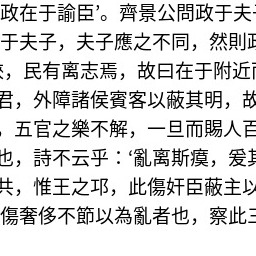 政在于諭臣’。齊景公問政于夫
于夫子，夫子應之不同，然則政
，民有离志焉，故曰在于附近而
君，外障諸侯賓客以蔽其明，故
，五官之樂不解，一旦而賜人百
也，詩不云乎：‘亂离斯瘼，爰其
共，惟王之邛，此傷奸臣蔽主以
傷奢侈不節以為亂者也，察此三